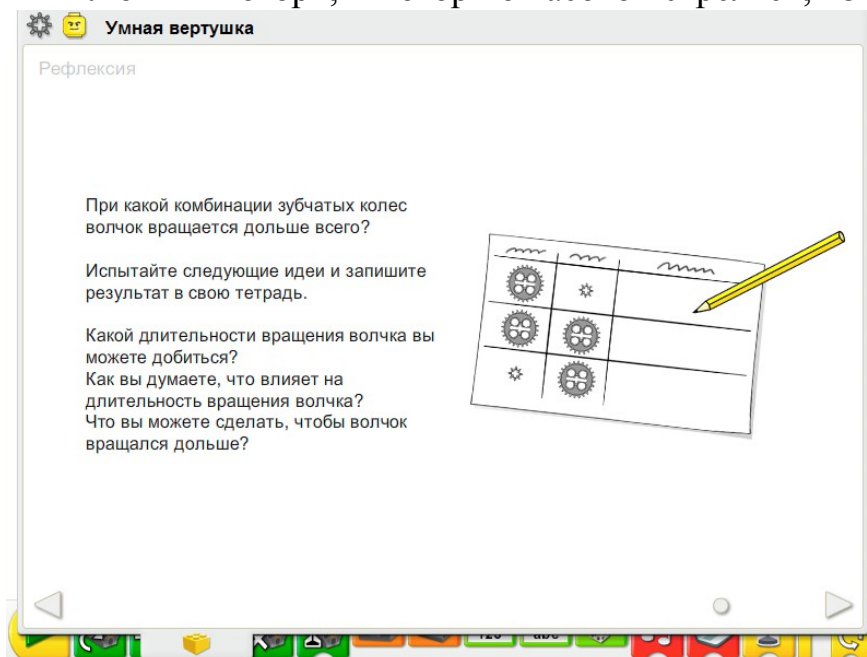 Умная вертушка
Рефлексия
При какой комбинации зубчатых колес
волчок вращается дольше всего?
Испытайте следующие идеи и запишите
результат в свою тетрадь.
Какой длительности вращения волчка вы
можете добиться?
Как вы думаете, что влияет на
длительность вращения волчка?
Что вы можете сделать, чтобы волчок
вращался дольше?